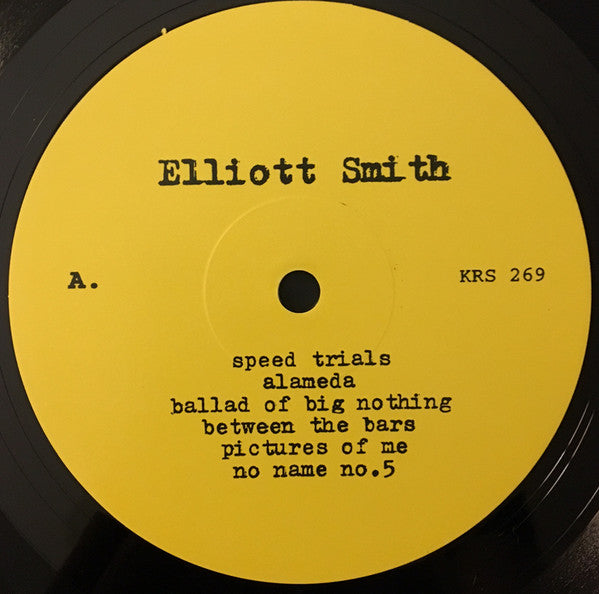 Elliott Smith
A.
KRS 269
speed trials
alameda
ballad of big nothing
between the bars
pictures of me
no name no.5